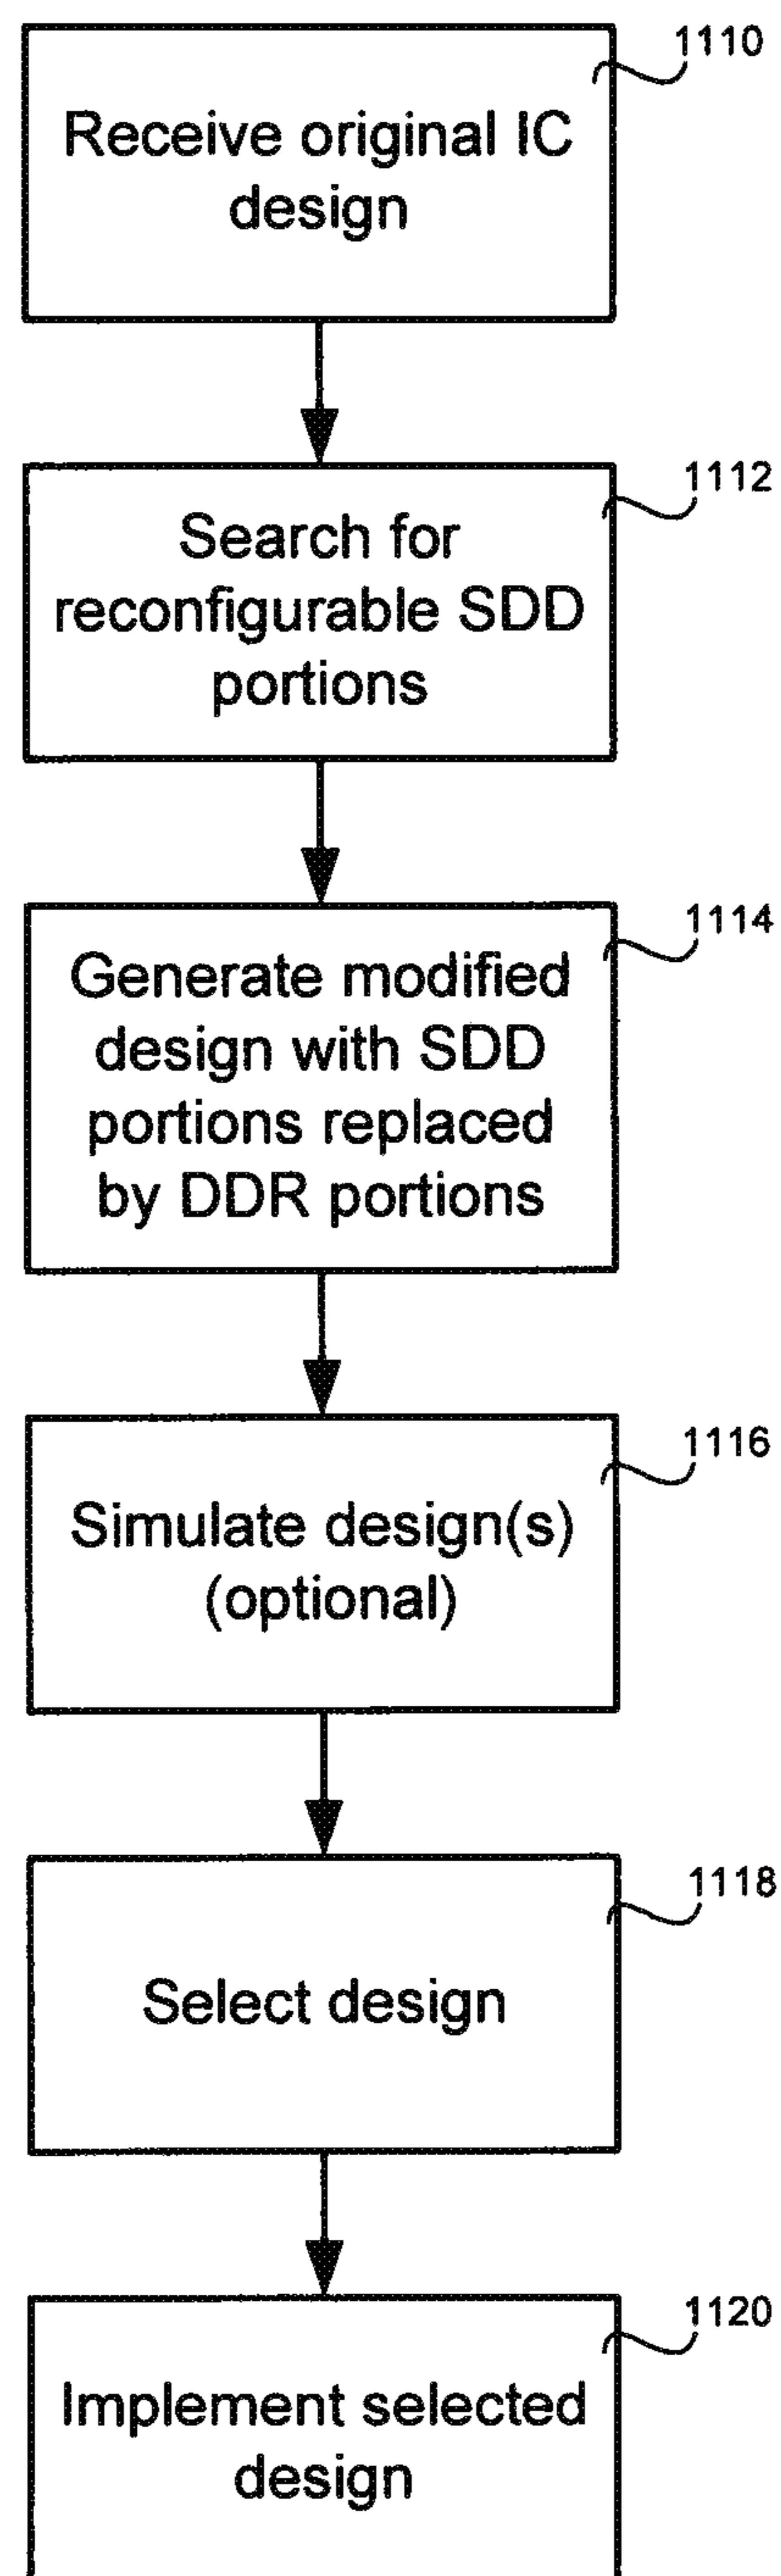 1110
Receive original IC
design
1112
Search for
reconfigurable SDD
portions
1114
Generate modified
design with SDD
portions replaced
by DDR portions
1116
Simulate design(s)
(optional)
1118
Select design
1120
Implement selected
design